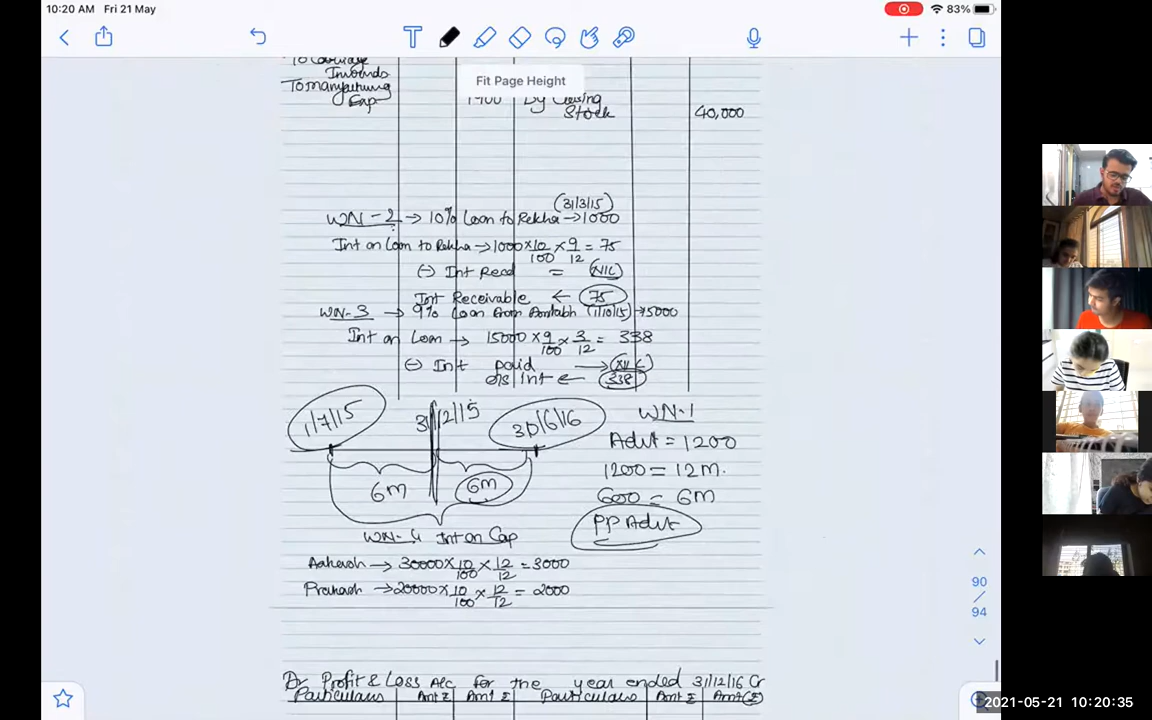 10:20 AM Fri 21 May
83%
Fit Page Height
To Carriage
Inwards
To manufacturing
Exp
1400 By Closing
Stock
40,000
(31/3/15)
WN-2 → 10% Loan to Rekha → 1000
Int on Loan to Rekha → 1000 × 10/100 × 9/12 = 75
(-) Int Recd = (NIL)
Int Receivable ← 75
WN-3 → 9% Loan from Amitabh (1/10/15) → 15000
Int on Loan → 15000 × 9/100 × 3/12 = 338
(-) Int paid → (NIL)
o/s Int ← 338
1/7/15 31/12/15 30/6/16
6m 6m
WN-1
Advt = 1200
1200 = 12m.
600 = 6m
PP Advt
WN-4 Int on Cap
Aakash → 30000 × 10/100 × 12/12 = 3000
Prakash → 20000 × 10/100 × 12/12 = 2000
90
/
94
Dr Profit & Loss A/c for the year ended 31/12/16 Cr
Particulars Amt ₹ Amt ₹ Particulars Amt ₹ Amt (₹)
2021-05-21 10:20:35